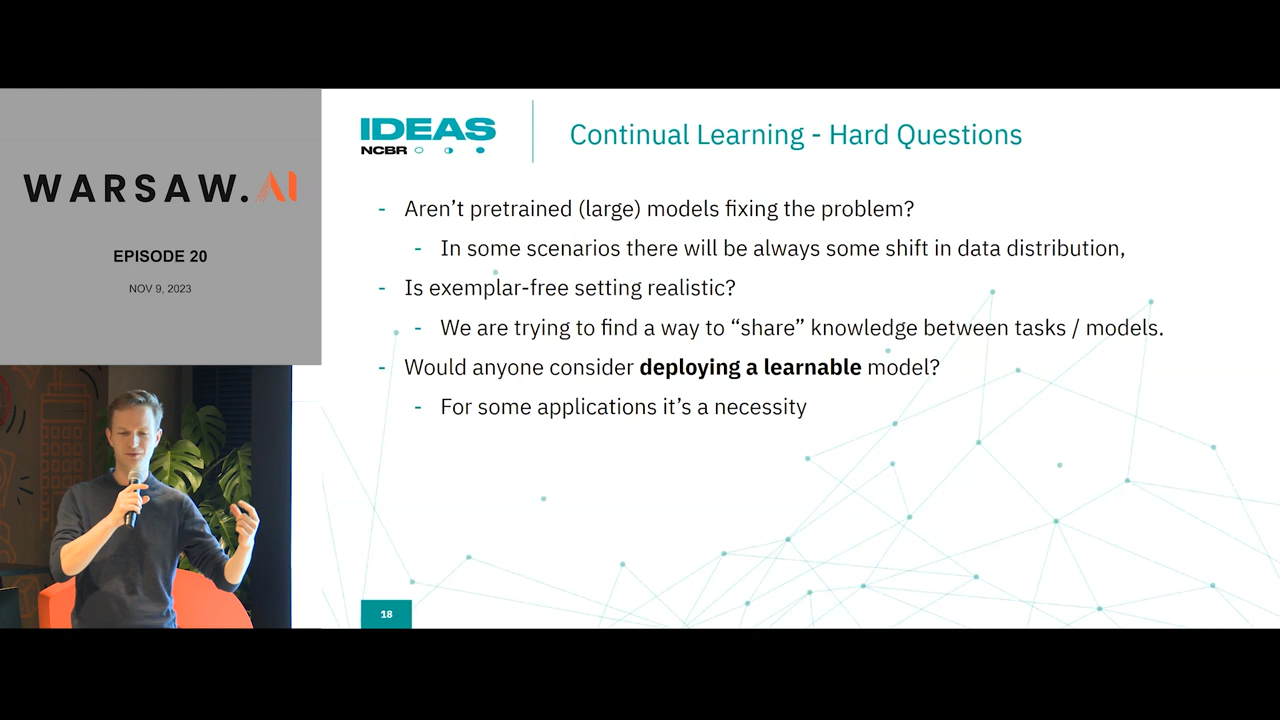 WARSAW.AI
EPISODE 20
NOV 9, 2023
IDEAS
NCBR
Continual Learning - Hard Questions
- Aren’t pretrained (large) models fixing the problem?
- In some scenarios there will be always some shift in data distribution,
- Is exemplar-free setting realistic?
- We are trying to find a way to “share” knowledge between tasks / models.
- Would anyone consider deploying a learnable model?
- For some applications it’s a necessity
18